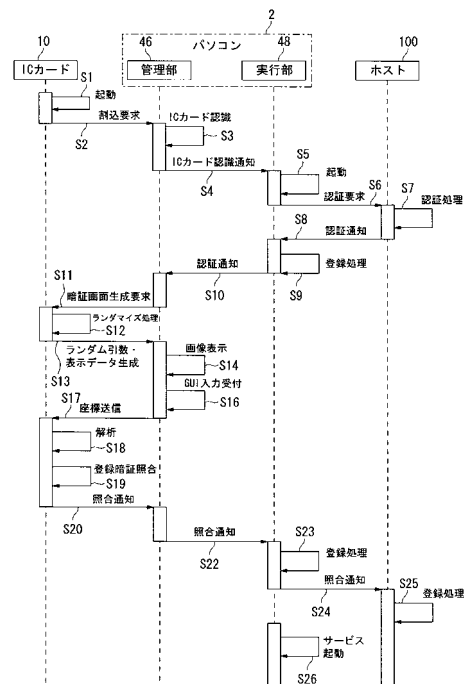 2
10
46
パソコン
48
100
ICカード
管理部
実行部
ホスト
S1
起動
割込要求
S2
ICカード認識
S3
ICカード認識通知
S4
S5
起動
認証要求
S6
S7
認証処理
S8
認証通知
登録処理
S9
認証通知
S10
S11
暗証画面生成要求
ランダマイズ処理
S12
ランダム引数・
表示データ生成
S13
画像表示
S14
GUI入力受付
S16
S17
座標送信
解析
S18
登録暗証照合
S19
照合通知
S20
照合通知
S22
S23
登録処理
照合通知
S24
S25
登録処理
サービス
起動
S26